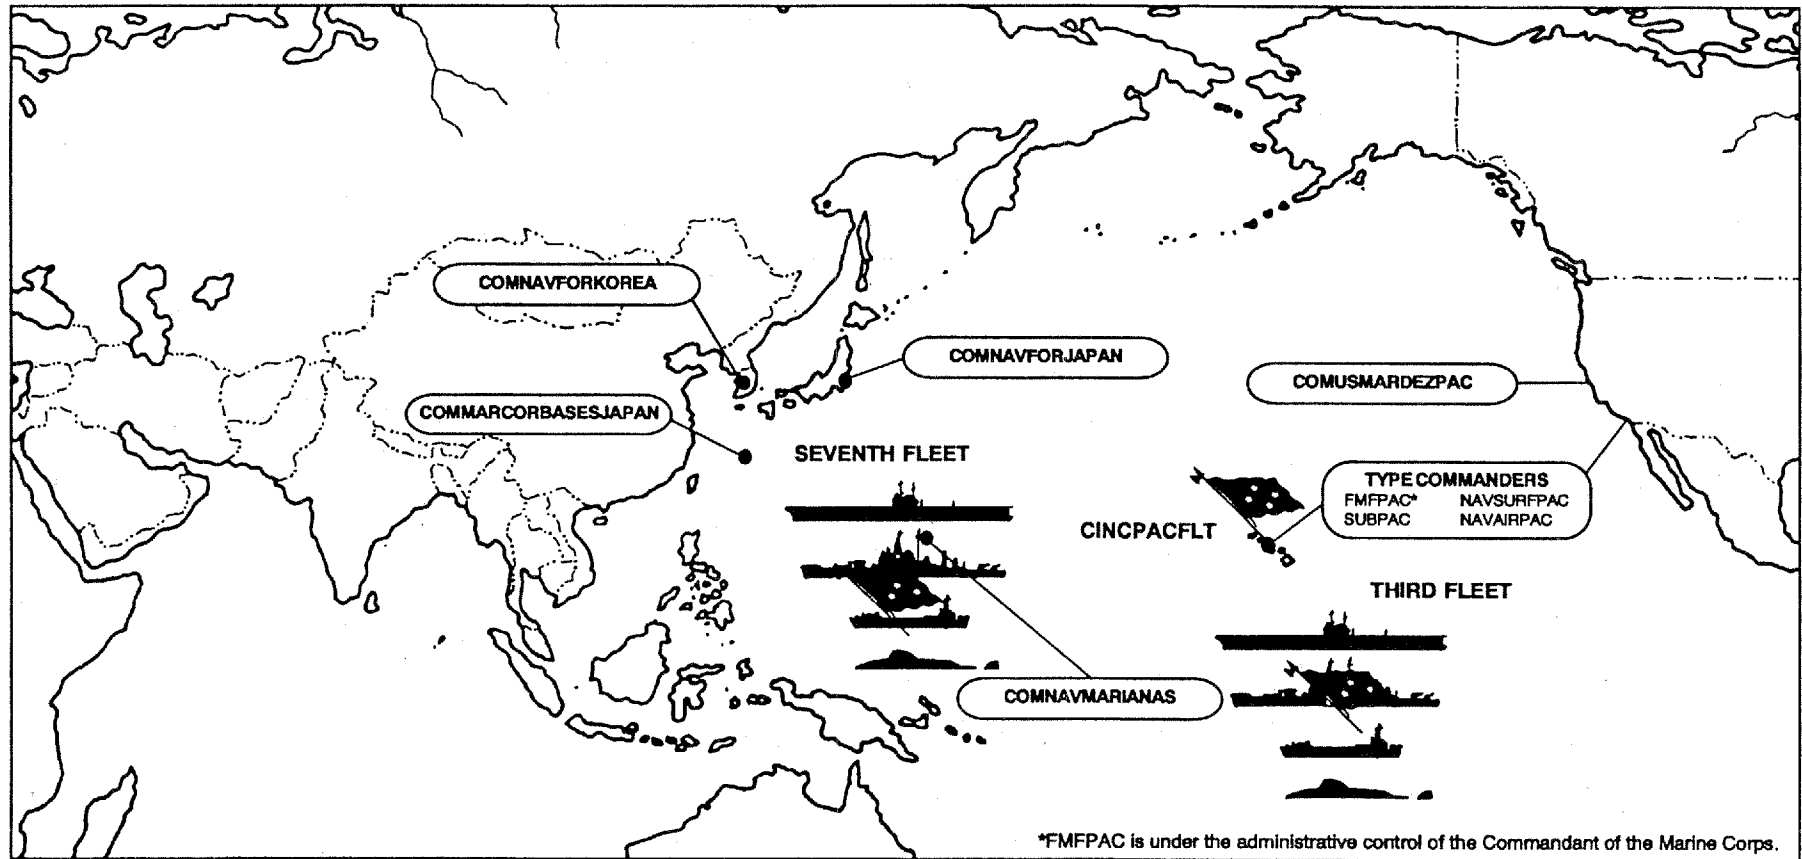 COMNAVFORKOREA
COMNAVFORJAPAN
COMUSMARDEZPAC
COMMARCORBASESJAPAN
SEVENTH FLEET
TYPE COMMANDERS
FMFPAC* NAVSURFPAC
SUBPAC NAVAIRPAC
CINCPACFLT
THIRD FLEET
COMNAVMARIANAS
*FMFPAC is under the administrative control of the Commandant of the Marine Corps.